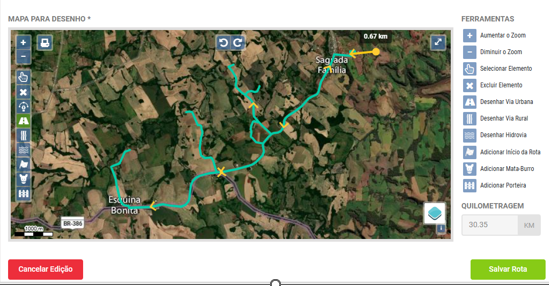 MAPA PARA DESENHO *
0.67 km
Sagrada
Família
Esquina
Bonita
BR-386
1000 m
i
FERRAMENTAS
Aumentar o Zoom
Diminuir o Zoom
Selecionar Elemento
Excluir Elemento
Desenhar Via Urbana
Desenhar Via Rural
Desenhar Hidrovia
Adicionar Início da Rota
Adicionar Mata-Burro
Adicionar Porteira
QUILOMETRAGEM
30.35 KM
Cancelar Edição
Salvar Rota